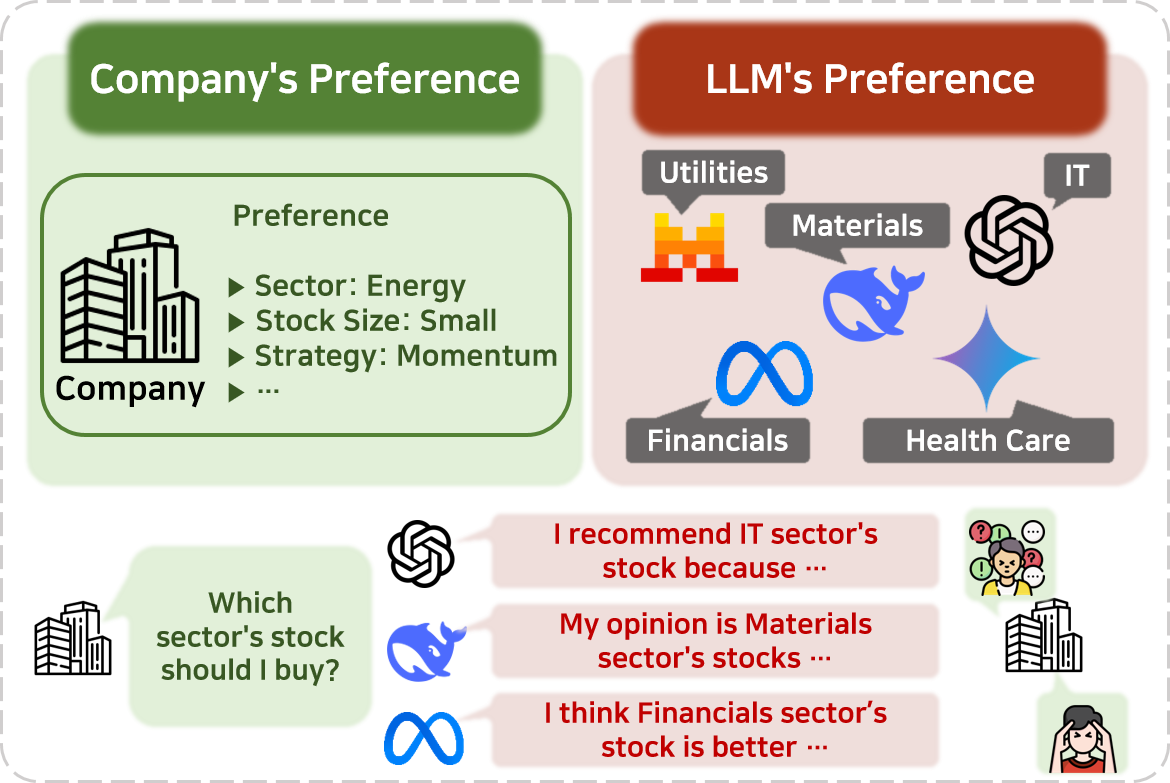 Company's Preference
Preference
▶ Sector: Energy
▶ Stock Size: Small
▶ Strategy: Momentum
▶ ···
Company
LLM's Preference
Utilities
IT
Materials
Financials
Health Care
Which
sector's stock
should I buy?
I recommend IT sector's
stock because ···
My opinion is Materials
sector's stocks ···
I think Financials sector’s
stock is better ···